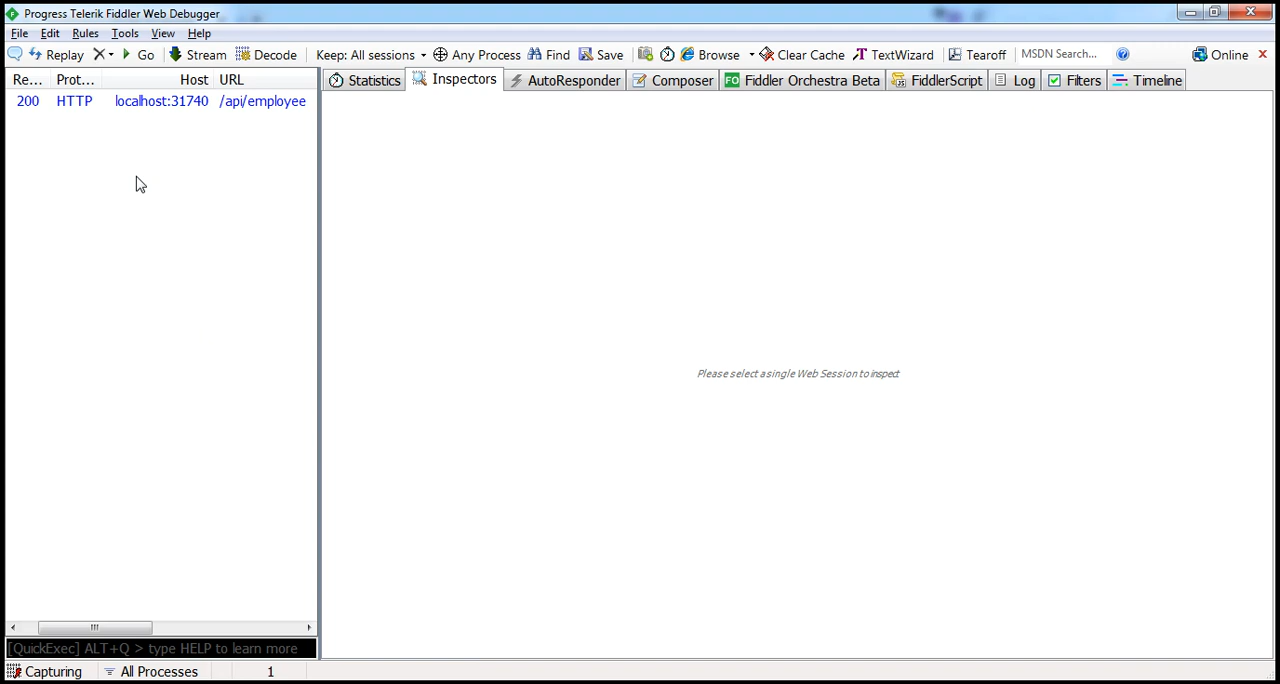 Progress Telerik Fiddler Web Debugger
File Edit Rules Tools View Help
Replay Go Stream Decode Keep: All sessions Any Process Find Save Browse Clear Cache TextWizard Tearoff MSDN Search... Online
Re... Prot... Host URL
Statistics Inspectors AutoResponder Composer FO Fiddler Orchestra Beta FiddlerScript Log Filters Timeline
200 HTTP localhost:31740 /api/employee
Please select a single Web Session to inspect
[QuickExec] ALT+Q > type HELP to learn more
Capturing All Processes 1